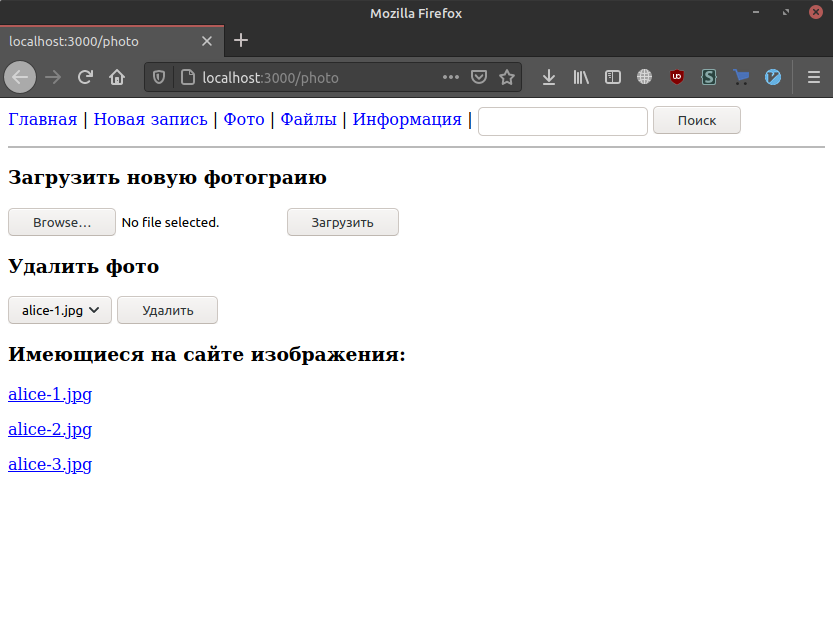 Mozilla Firefox
localhost:3000/photo
localhost:3000/photo
Главная | Новая запись | Фото | Файлы | Информация | Поиск
Загрузить новую фотограию
Browse... No file selected. Загрузить
Удалить фото
alice-1.jpg Удалить
Имеющиеся на сайте изображения:
alice-1.jpg
alice-2.jpg
alice-3.jpg